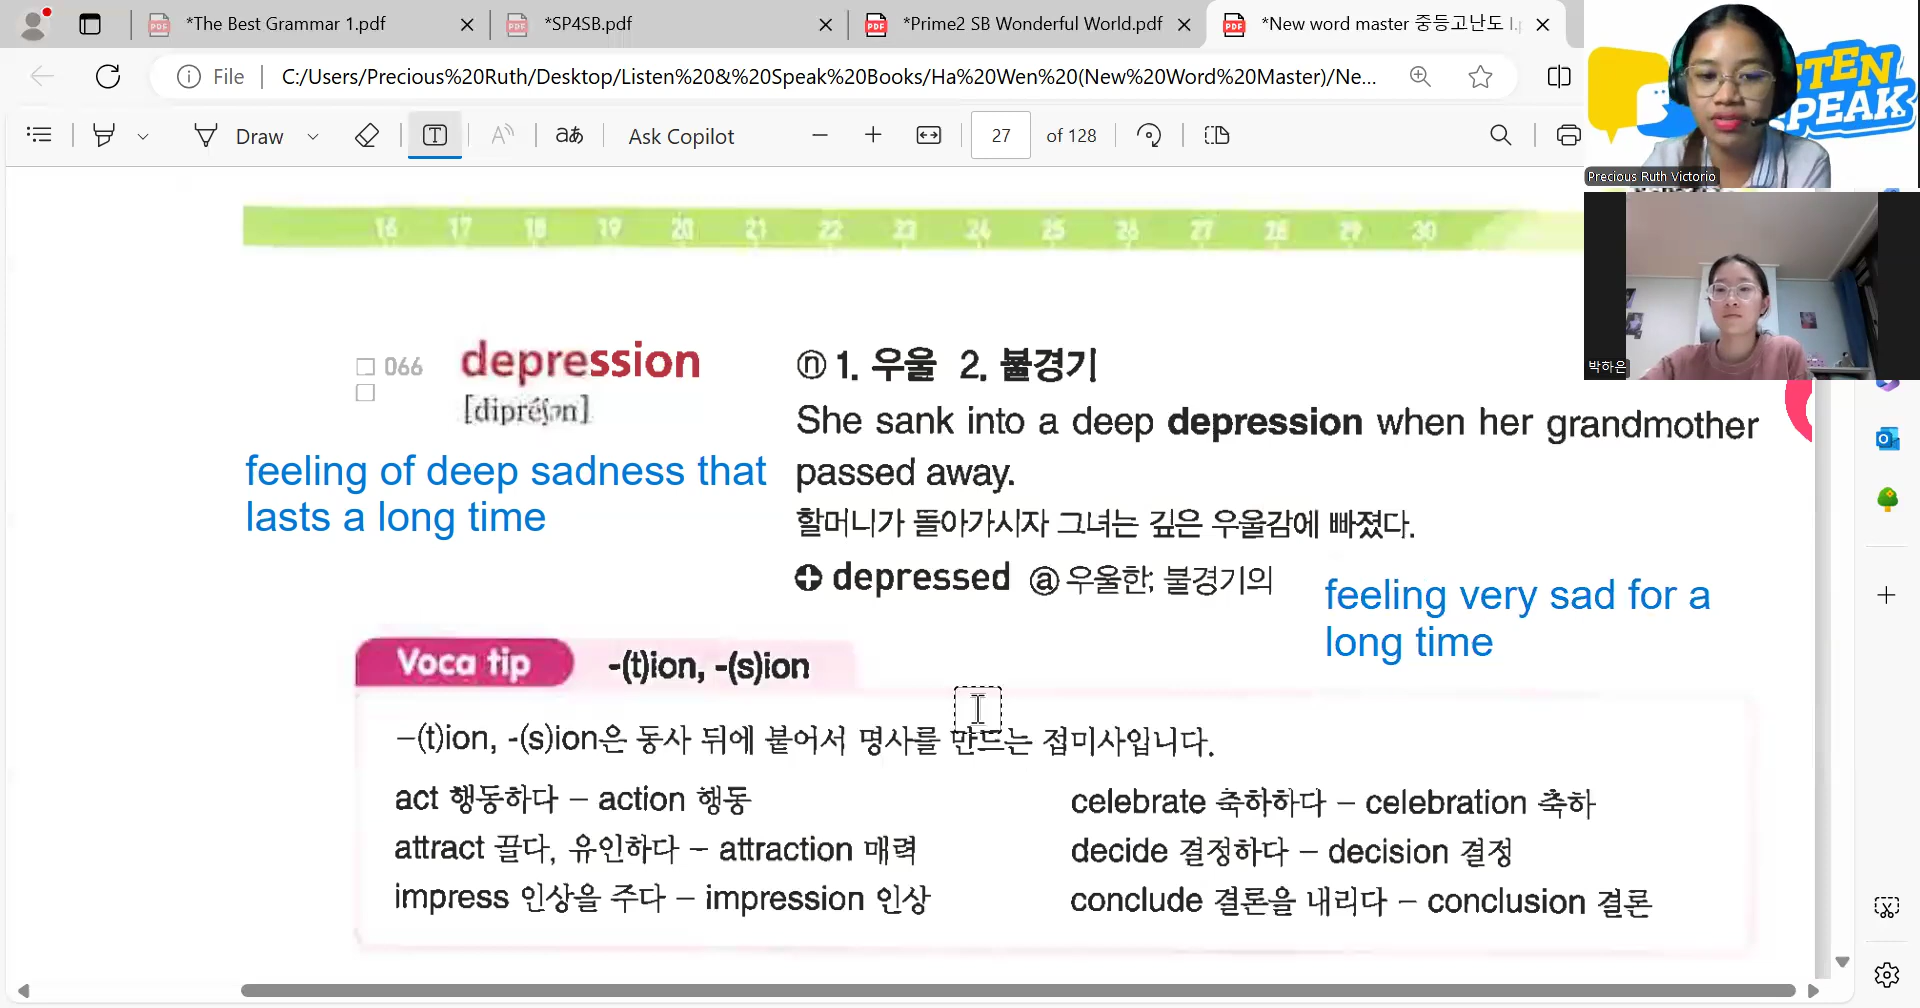 *The Best Grammar 1.pdf
*SP4SB.pdf
*Prime2 SB Wonderful World.pdf
*New word master 중등고난도 I.p
File
C:/Users/Precious%20Ruth/Desktop/Listen%20&%20Speak%20Books/Ha%20Wen%20(New%20Word%20Master)/Ne...
Draw
aあ
Ask Copilot
27
of 128
STEN
PEAK
Precious Ruth Victorio
박하은
16 17 18 19 20 21 22 23 24 25 26 27 28 29 30
066
depression
[dipréʃən]
feeling of deep sadness that
lasts a long time
ⓝ 1. 우울 2. 불경기
She sank into a deep depression when her grandmother
passed away.
할머니가 돌아가시자 그녀는 깊은 우울감에 빠졌다.
depressed ⓐ 우울한; 불경기의
feeling very sad for a
long time
Voca tip
-(t)ion, -(s)ion
-(t)ion, -(s)ion은 동사 뒤에 붙어서 명사를 만드는 접미사입니다.
act 행동하다 – action 행동
attract 끌다, 유인하다 – attraction 매력
impress 인상을 주다 – impression 인상
celebrate 축하하다 – celebration 축하
decide 결정하다 – decision 결정
conclude 결론을 내리다 – conclusion 결론